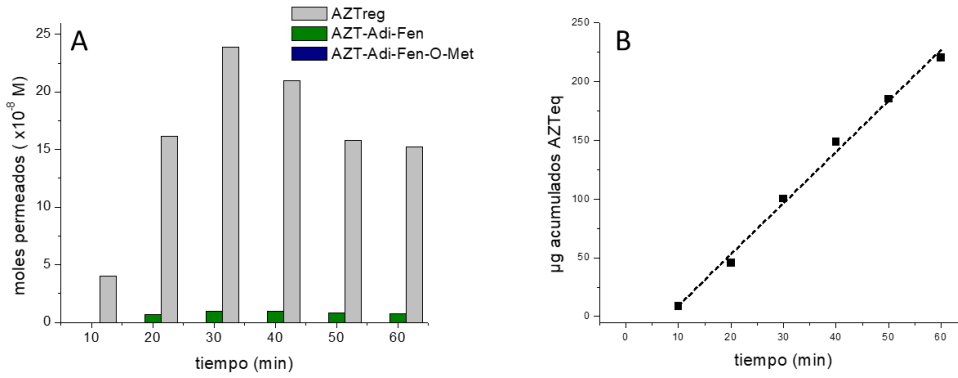 A
AZTreg
AZT-Adi-Fen
AZT-Adi-Fen-O-Met
moles permeados ( x10⁻⁸ M)
25
20
15
10
5
0
10 20 30 40 50 60
tiempo (min)
B
µg acumulados AZTeq
250
200
150
100
50
0
0 10 20 30 40 50 60
tiempo (min)